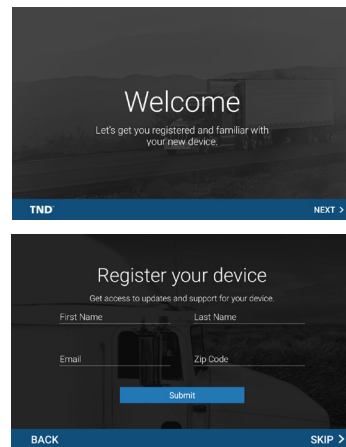 Welcome
Let's get you registered and familiar with
your new device.
TND
NEXT >
Register your device
Get access to updates and support for your device.
First Name Last Name
Email Zip Code
Submit
BACK SKIP >